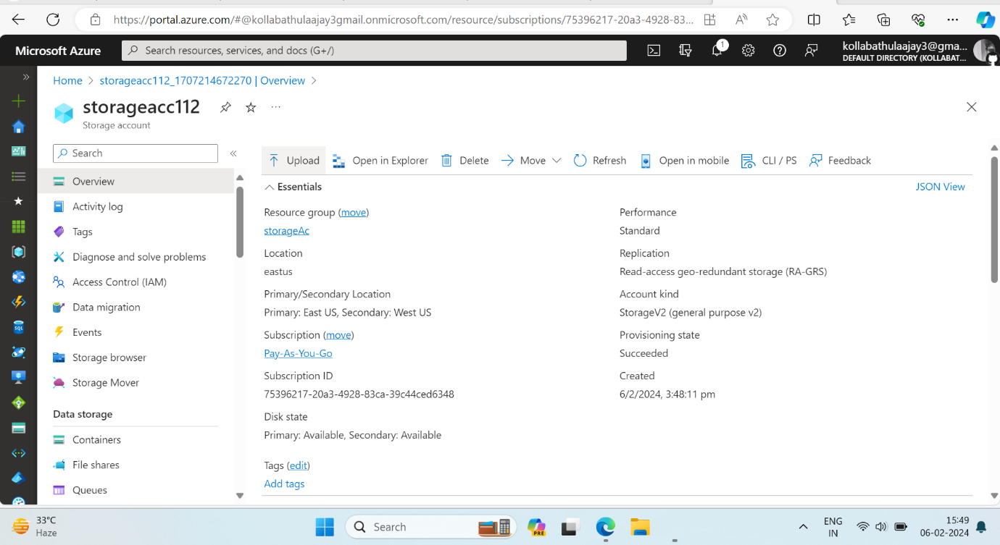 https://portal.azure.com/#@kollabathulaajay3gmail.onmicrosoft.com/resource/subscriptions/75396217-20a3-4928-83...
Microsoft Azure
Search resources, services, and docs (G+/)
1
kollabathulaajay3@gma...
DEFAULT DIRECTORY (KOLLABAT...
Home > storageacc112_1707214672270 | Overview >
storageacc112
Storage account
Search
Overview
Activity log
Tags
Diagnose and solve problems
Access Control (IAM)
Data migration
Events
Storage browser
Storage Mover
Data storage
Containers
File shares
Queues
Upload Open in Explorer Delete Move Refresh Open in mobile CLI / PS Feedback
Essentials
JSON View
Resource group (move)
storageAc
Location
eastus
Primary/Secondary Location
Primary: East US, Secondary: West US
Subscription (move)
Pay-As-You-Go
Subscription ID
75396217-20a3-4928-83ca-39c44ced6348
Disk state
Primary: Available, Secondary: Available
Tags (edit)
Add tags
Performance
Standard
Replication
Read-access geo-redundant storage (RA-GRS)
Account kind
StorageV2 (general purpose v2)
Provisioning state
Succeeded
Created
6/2/2024, 3:48:11 pm
33°C
Haze
Search
PRE
ENG
IN
15:49
06-02-2024